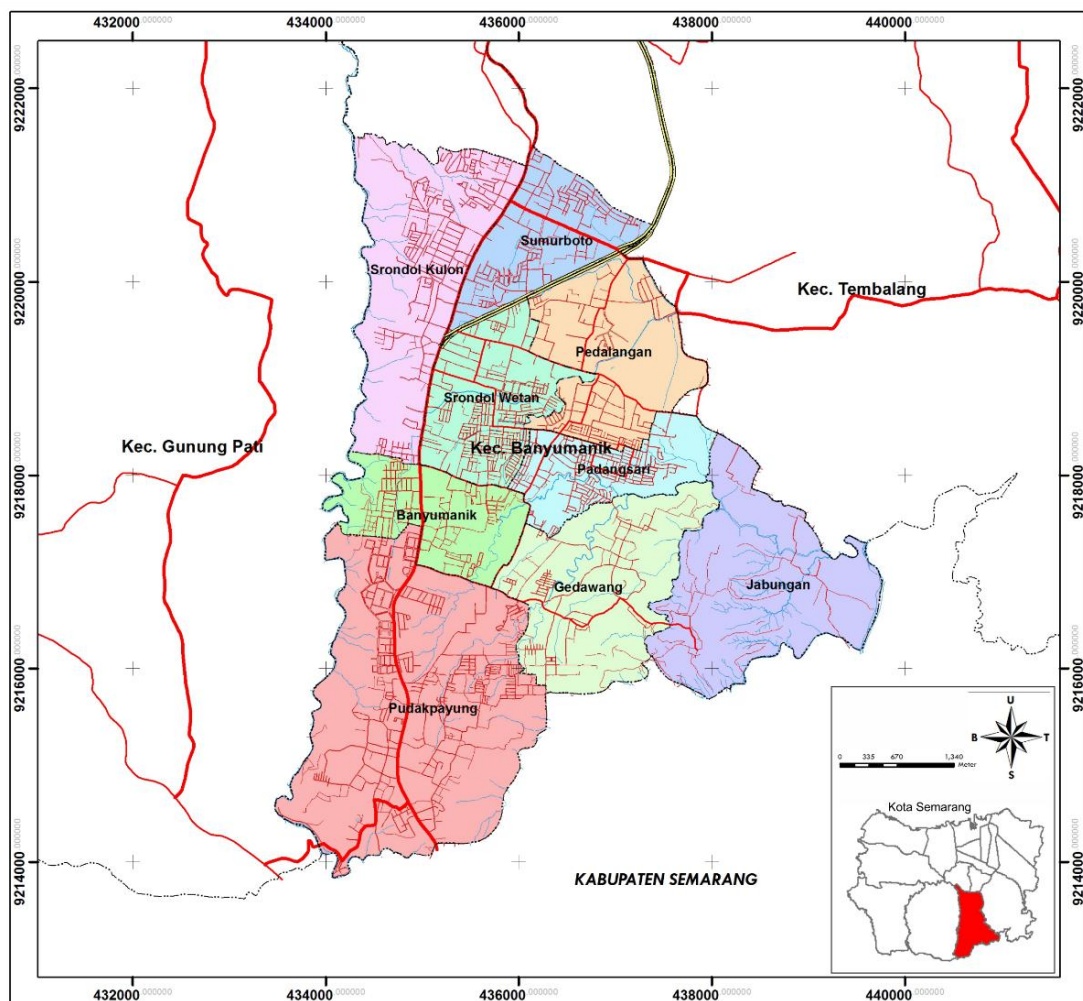 432000.000000 434000.000000 436000.000000 438000.000000 440000.000000
9222000.000000 9222000.000000
Sumurboto
Srondol Kulon
9220000.000000 9220000.000000
Kec. Tembalang
Pedalangan
Srondol Wetan
Kec. Gunung Pati
Kec. Banyumanik
Padangsari
9218000.000000 9218000.000000
Banyumanik
Gedawang
Jabungan
9216000.000000 9216000.000000
Pudakpayung
U
B T
S
0 335 670 1,340
Meter
Kota Semarang
9214000.000000 9214000.000000
KABUPATEN SEMARANG
432000.000000 434000.000000 436000.000000 438000.000000 440000.000000